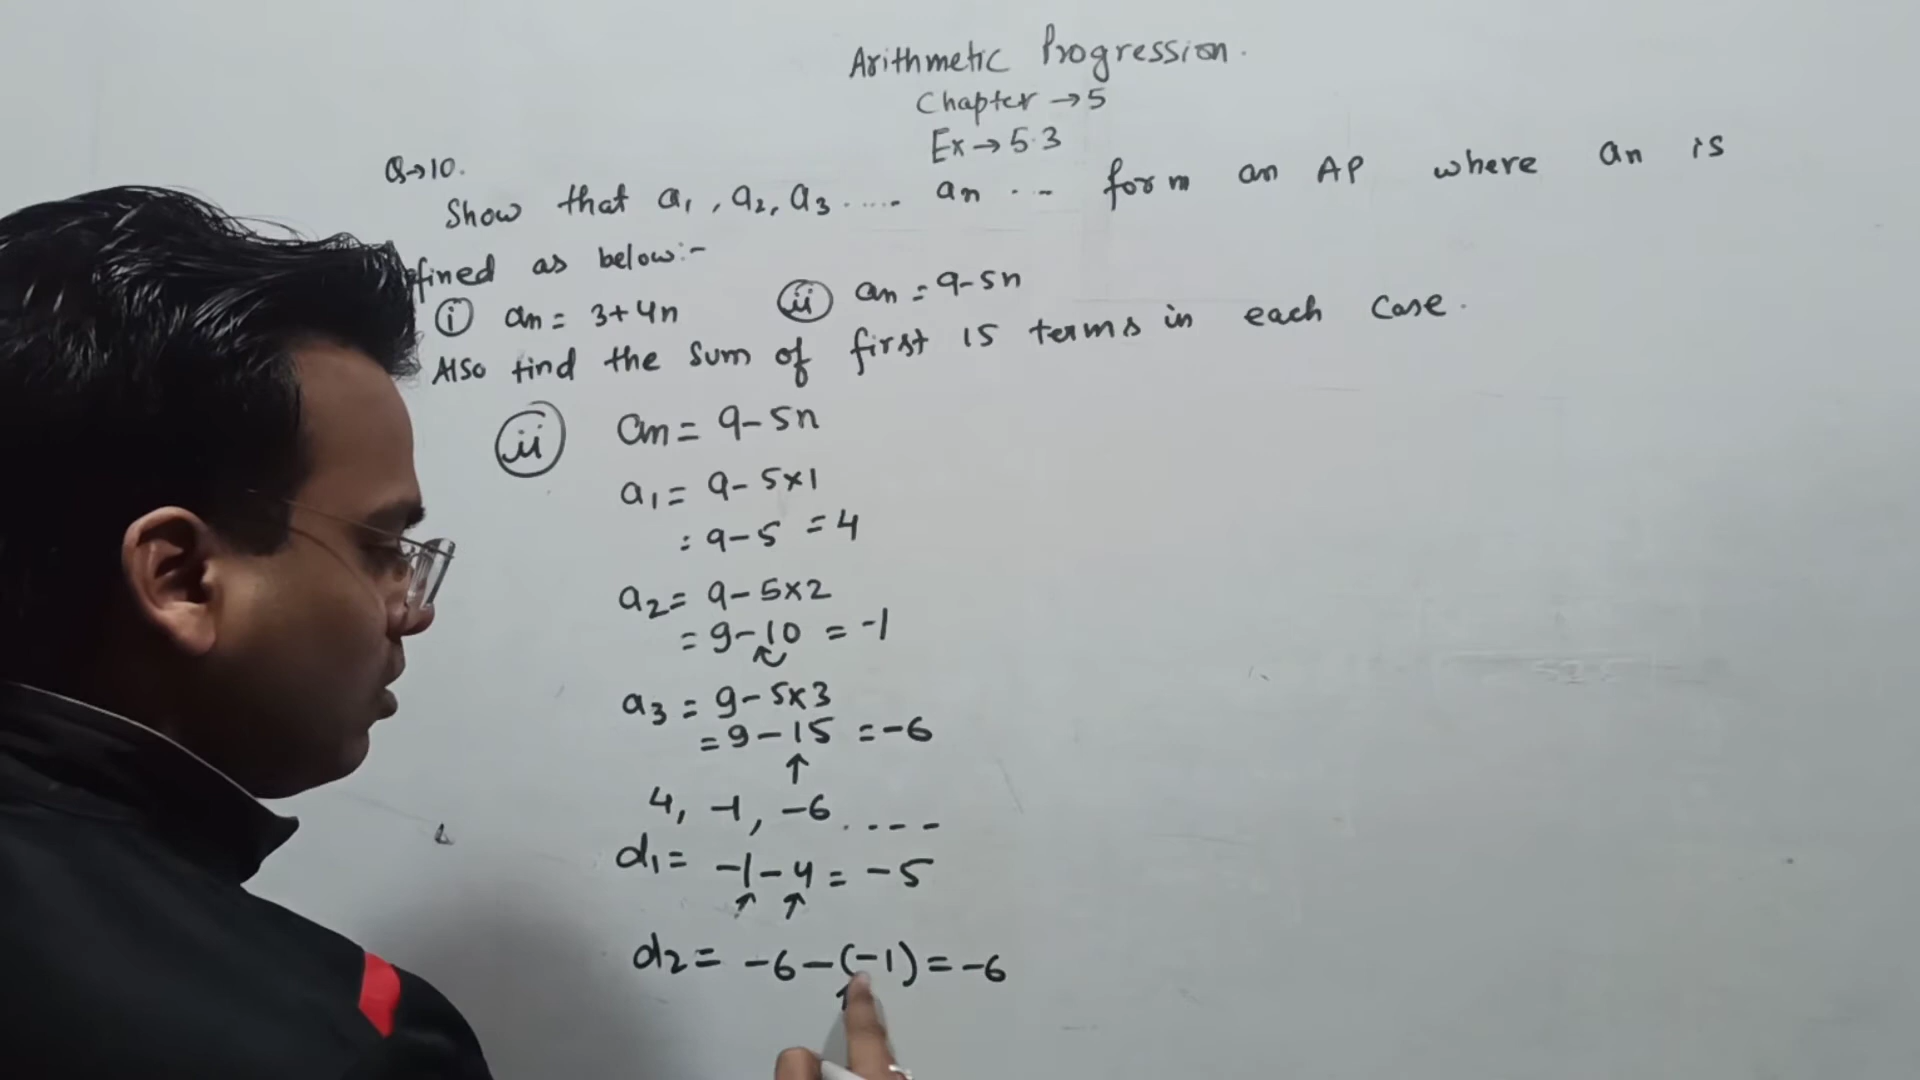 Arithmetic Progression.
Chapter → 5
Ex → 5.3
Q→10.
Show that a₁, a₂, a₃ ..... an ... form an AP where an is
fined as below:-
(i) an = 3+4n (ii) an = 9-5n
Also find the sum of first 15 terms in each case.
(ii) an = 9-5n
a₁ = 9-5×1
= 9-5 = 4
a₂ = 9-5×2
= 9-10 = -1
a₃ = 9-5×3
= 9-15 = -6
4, -1, -6 ....
d₁ = -1-4 = -5
d₂ = -6-(-1) = -6